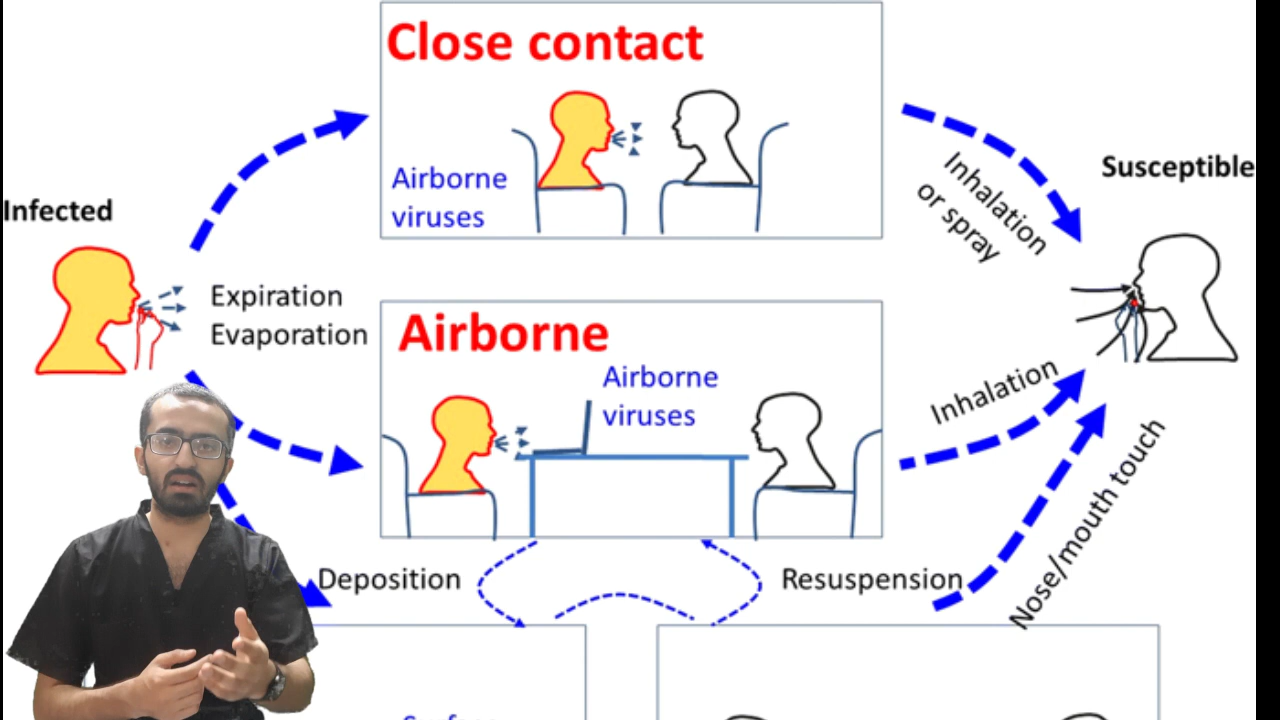 Close contact
Airborne
viruses
Infected
Susceptible
Inhalation
or spray
Expiration
Evaporation
Airborne
Airborne
viruses
Inhalation
Nose/mouth touch
Deposition
Resuspension